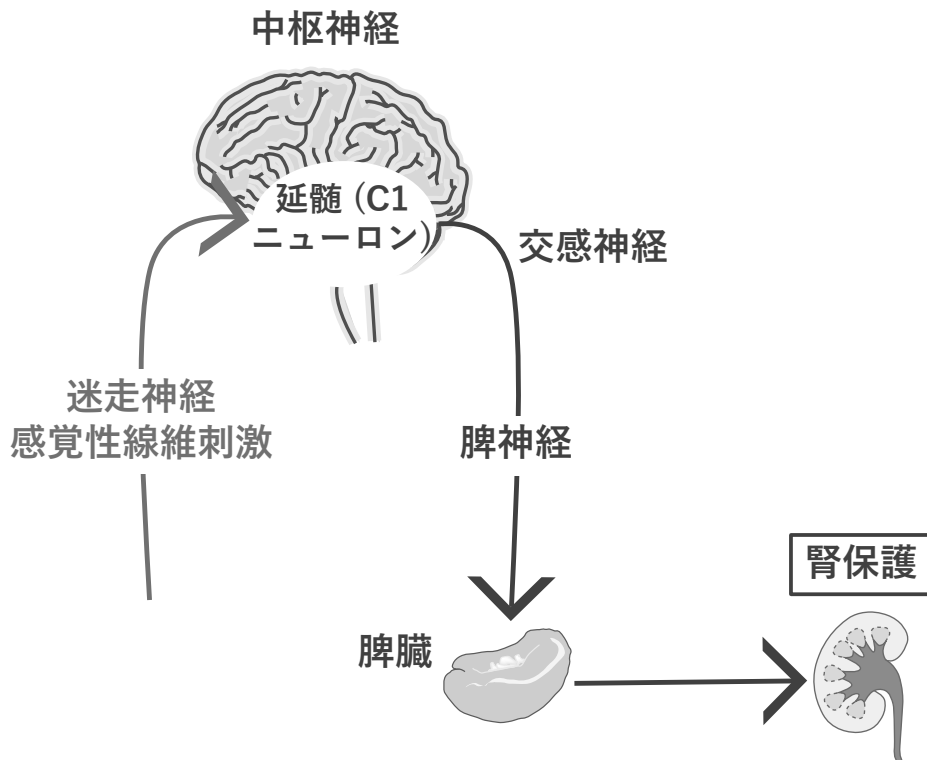 中枢神経
延髄（C1
ニューロン）
交感神経
迷走神経
感覚性線維刺激
脾神経
腎保護
脾臓